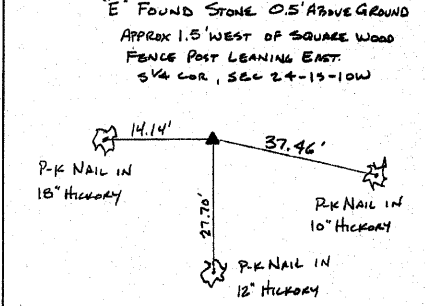 "E" FOUND STONE 0.5' ABOVE GROUND
APPROX 1.5' WEST OF SQUARE WOOD
FENCE POST LEANING EAST.
S 1/4 COR, SEC 24-1S-10W
14.14'
37.46'
P-K NAIL IN
18" HICKORY
27.70'
P-K NAIL IN
10" HICKORY
P-K NAIL IN
12" HICKORY